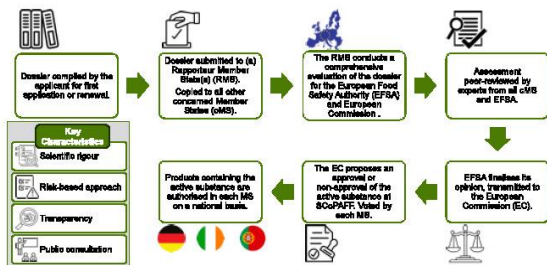 Dossier compiled by the
applicant for first
application or renewal.
Dossier submitted to (a)
Rapporteur Member
State(s) (RMS).
Copied to all other
concerned Member
States (cMS).
The RMS conduct a
comprehensive
evaluation of the dossier
for the European Food
Safety Authority (EFSA)
and European
Commission .
Assessment
peer-reviewed by
experts from all cMS
and EFSA.
EFSA finalises its
opinion, transmitted to
the European
Commission (EC).
The EC proposes an
approval or
non-approval of the
active substance at
SCoPAFF. Voted by
each MS.
Products containing the
active substance are
authorised in each MS
on a national basis.
Key
Characteristics
Scientific rigour
Risk-based approach
Transparency
Public consultation